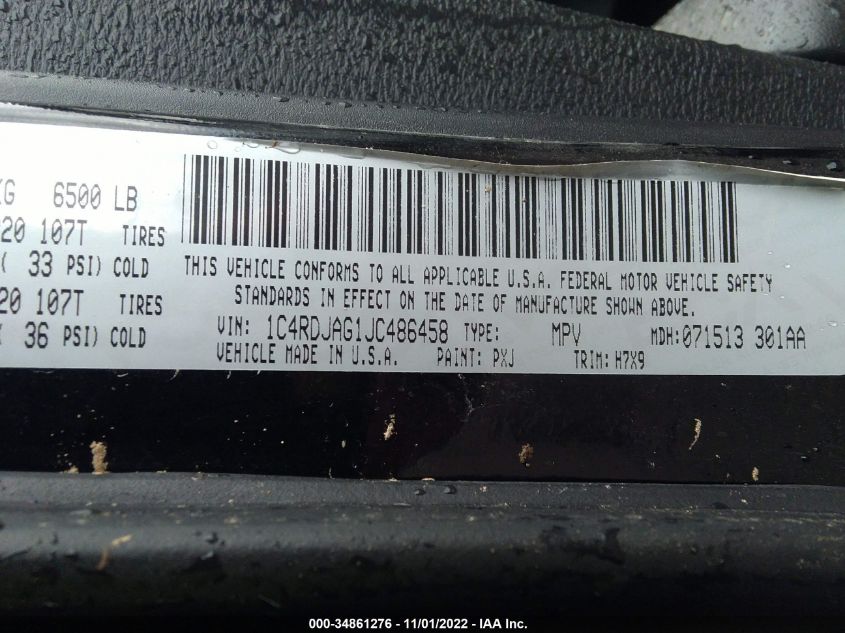 KG 6500 LB
20 107T TIRES
( 33 PSI) COLD
20 107T TIRES
( 36 PSI) COLD
THIS VEHICLE CONFORMS TO ALL APPLICABLE U.S.A. FEDERAL MOTOR VEHICLE SAFETY
STANDARDS IN EFFECT ON THE DATE OF MANUFACTURE SHOWN ABOVE.
VIN: 1C4RDJAG1JC486458 TYPE: MPV MDH:071513 301AA
VEHICLE MADE IN U.S.A. PAINT: PXJ TRIM: H7X9
000-34861276 - 11/01/2022 - IAA Inc.